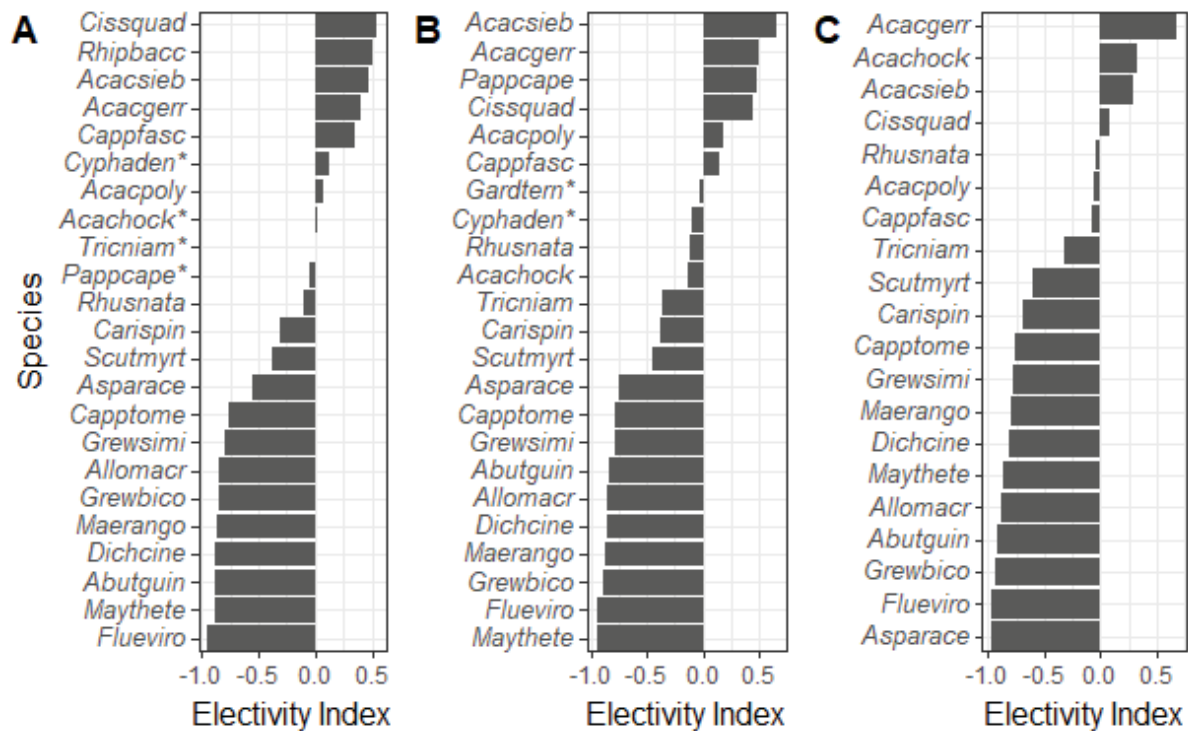 A
Species
Cissquad
Rhipbacc
Acacsieb
Acacgerr
Cappfasc
Cyphaden*
Acacpoly
Acachock*
Tricniam*
Pappcape*
Rhusnata
Carispin
Scutmyrt
Asparace
Capptome
Grewsimi
Allomacr
Grewbico
Maerango
Dichcine
Abutguin
Maythete
Flueviro
-1.0 -0.5 0.0 0.5
Electivity Index
B
Acacsieb
Acacgerr
Pappcape
Cissquad
Acacpoly
Cappfasc
Gardtern*
Cyphaden*
Rhusnata
Acachock
Tricniam
Carispin
Scutmyrt
Asparace
Capptome
Grewsimi
Abutguin
Allomacr
Dichcine
Maerango
Grewbico
Flueviro
Maythete
-1.0 -0.5 0.0 0.5
Electivity Index
C
Acacgerr
Acachock
Acacsieb
Cissquad
Rhusnata
Acacpoly
Cappfasc
Tricniam
Scutmyrt
Carispin
Capptome
Grewsimi
Maerango
Dichcine
Maythete
Allomacr
Abutguin
Grewbico
Flueviro
Asparace
-1.0 -0.5 0.0 0.5
Electivity Index